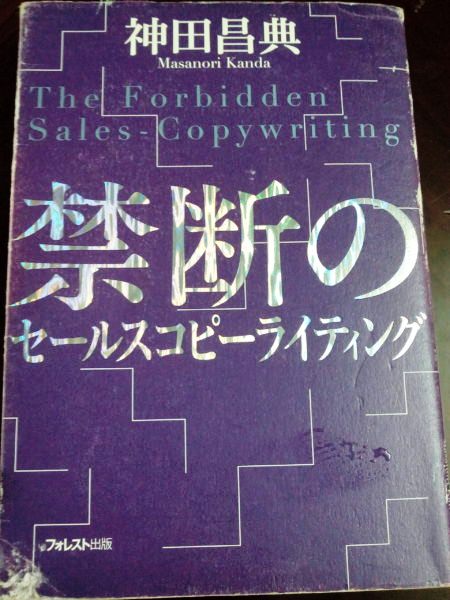 神田昌典
Masanori Kanda
The Forbidden
Sales-Copywriting
禁断の
セールスコピーライティング
フォレスト出版